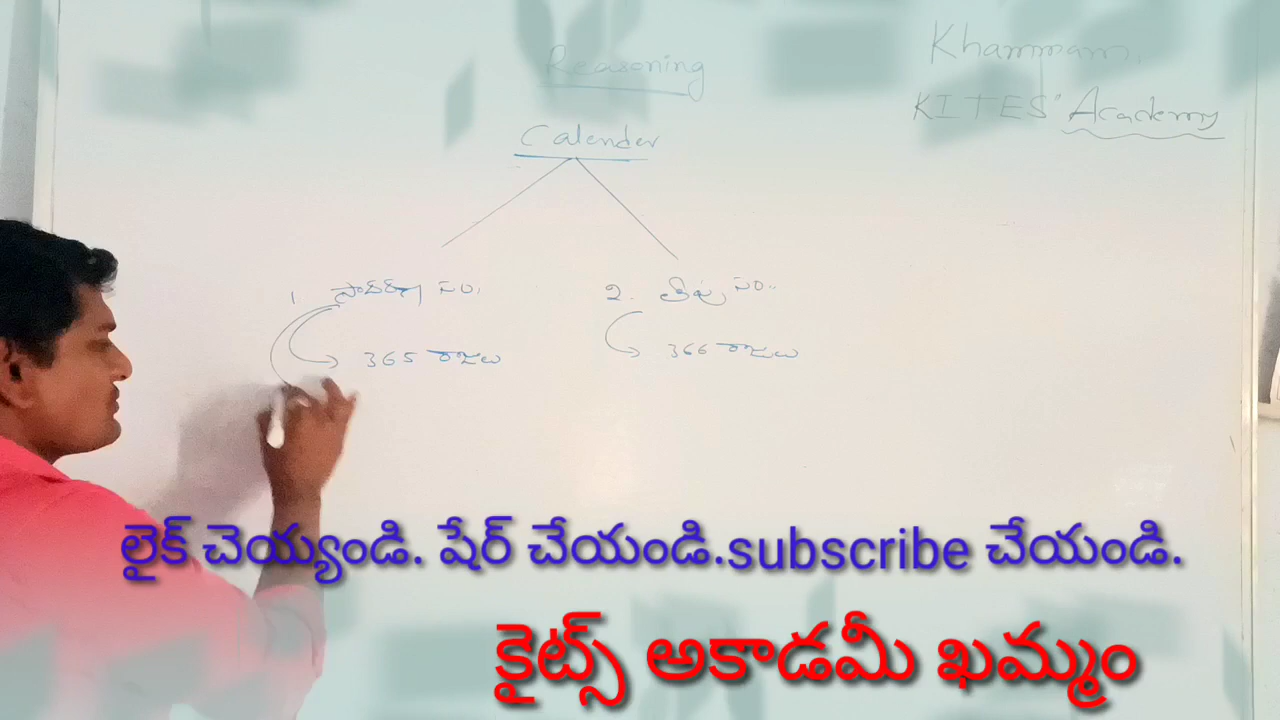 Reasoning
Khammam.
KITES' Academy
Calender
1. సాధారణ సం.
2. లీపు సం..
365 రోజులు
366 రోజులు
లైక్ చెయ్యండి. షేర్ చేయండి.subscribe చేయండి.
కైట్స్ అకాడమీ ఖమ్మం